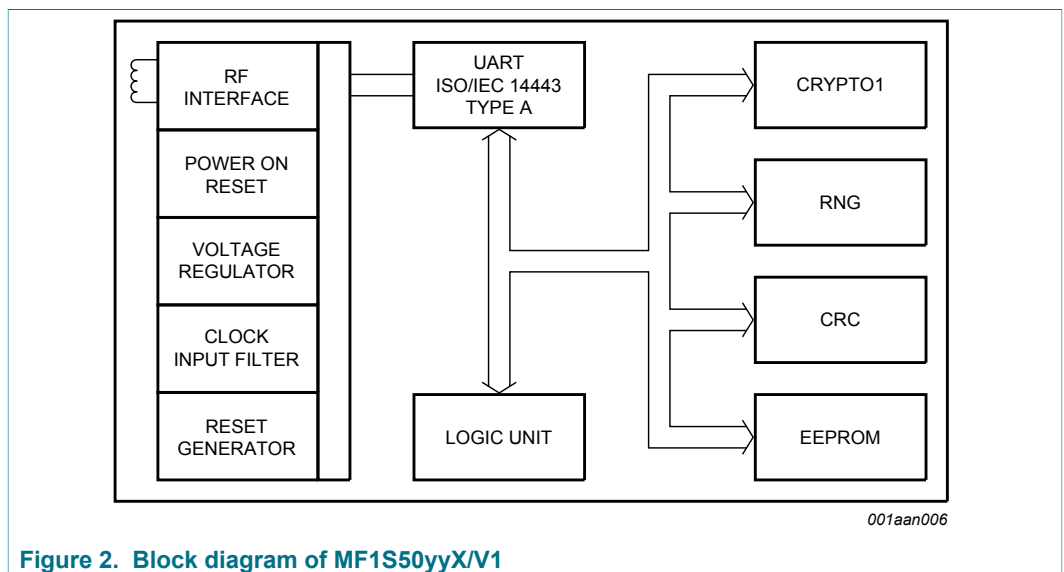 RF
INTERFACE
POWER ON
RESET
VOLTAGE
REGULATOR
CLOCK
INPUT FILTER
RESET
GENERATOR
UART
ISO/IEC 14443
TYPE A
LOGIC UNIT
CRYPTO1
RNG
CRC
EEPROM
001aan006
Figure 2. Block diagram of MF1S50yyX/V1